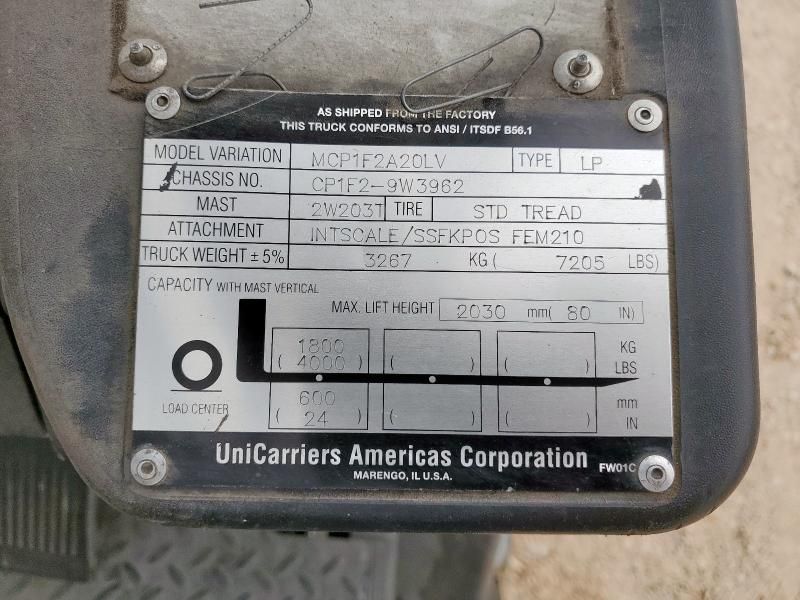 AS SHIPPED FROM THE FACTORY
THIS TRUCK CONFORMS TO ANSI / ITSDF B56.1
MODEL VARIATION MCP1F2A20LV TYPE LP
CHASSIS NO. CP1F2-9W3962
MAST 2W203T TIRE STD TREAD
ATTACHMENT INTSCALE/SSFKPOS FEM210
TRUCK WEIGHT ± 5% 3267 KG ( 7205 LBS)
CAPACITY WITH MAST VERTICAL
MAX. LIFT HEIGHT 2030 mm( 80 IN)
1800 KG
( 4000 ) ( ) ( ) LBS
600 mm
LOAD CENTER ( 24 ) ( ) ( ) IN
UniCarriers Americas Corporation FW01C
MARENGO, IL U.S.A.